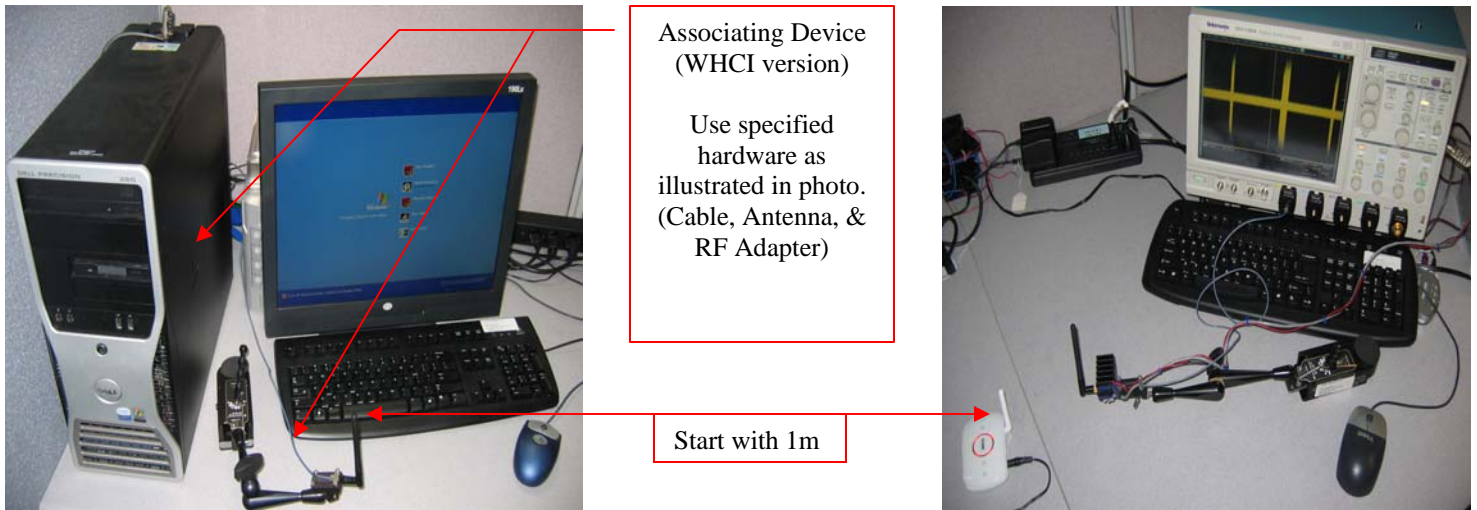 Associating Device
(WHCI version)
Use specified
hardware as
illustrated in photo.
(Cable, Antenna, &
RF Adapter)
Start with 1m
DELL PRECISION
DELL
Tektronix